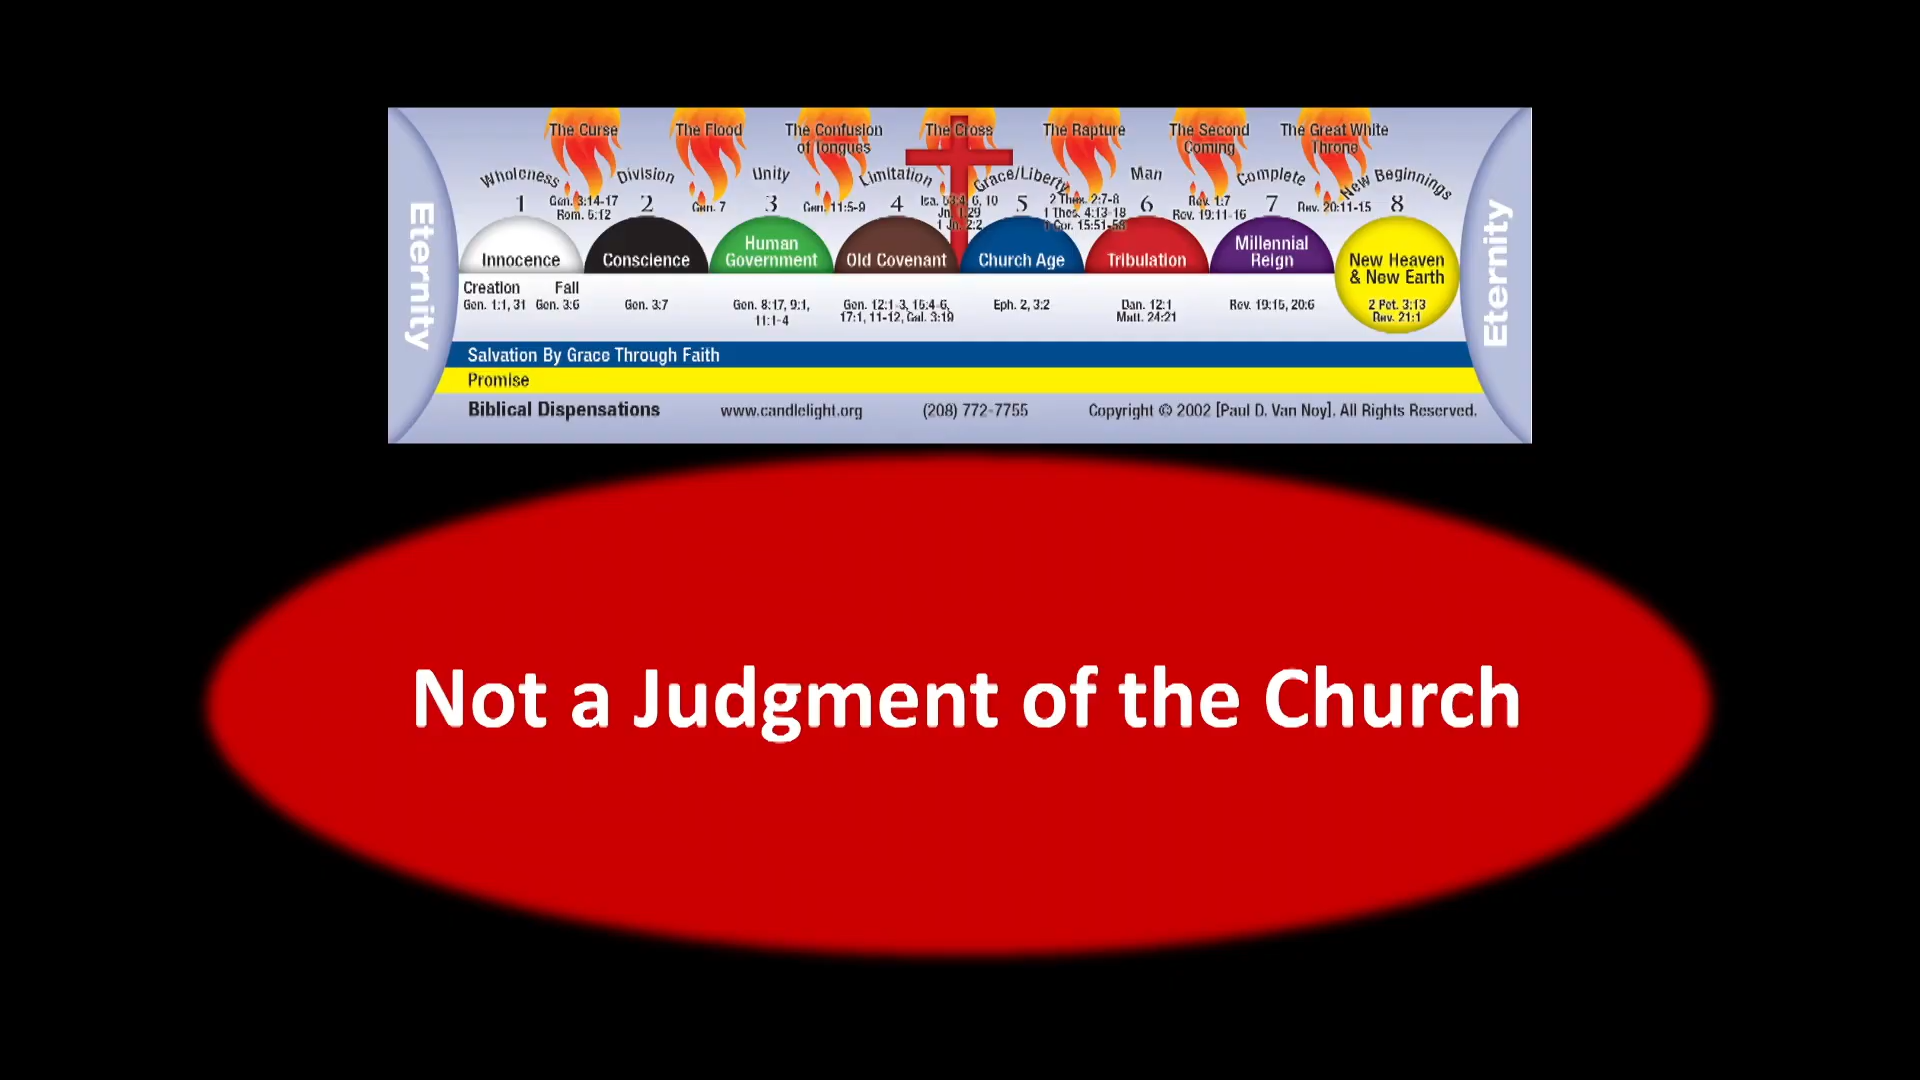 The Curse The Flood The Confusion of Tongues The Cross The Rapture The Second Coming The Great White Throne
Wholeness Division Unity Limitation Grace/Liberty Man Complete New Beginnings
1 2 3 4 5 6 7 8
Gen. 3:14-17 Rom. 5:12
Gen. 7
Gen. 11:5-9
2 Thes. 2:7-8
1 Thes. 4:13-18
Rev. 1:7
Rev. 19:11-16
Rev. 20:11-15
Innocence Conscience Human Government Old Covenant Church Age Tribulation Millennial Reign New Heaven & New Earth
Creation Fall
Gen. 1:1, 31 Gen. 3:6
Gen. 3:7
Gen. 8:17, 9:1,
11:1-4
Gen. 12:1-3, 15:4-6,
17:1, 11-12, Gal. 3:19
Eph. 2, 3:2
Dan. 12:1
Matt. 24:21
Rev. 19:15, 20:6
2 Pet. 3:13
Rev. 21:1
Eternity
Eternity
Salvation By Grace Through Faith
Promise
Biblical Dispensations www.candlelight.org (208) 772-7755 Copyright © 2002 [Paul D. Van Noy]. All Rights Reserved.
Not a Judgment of the Church